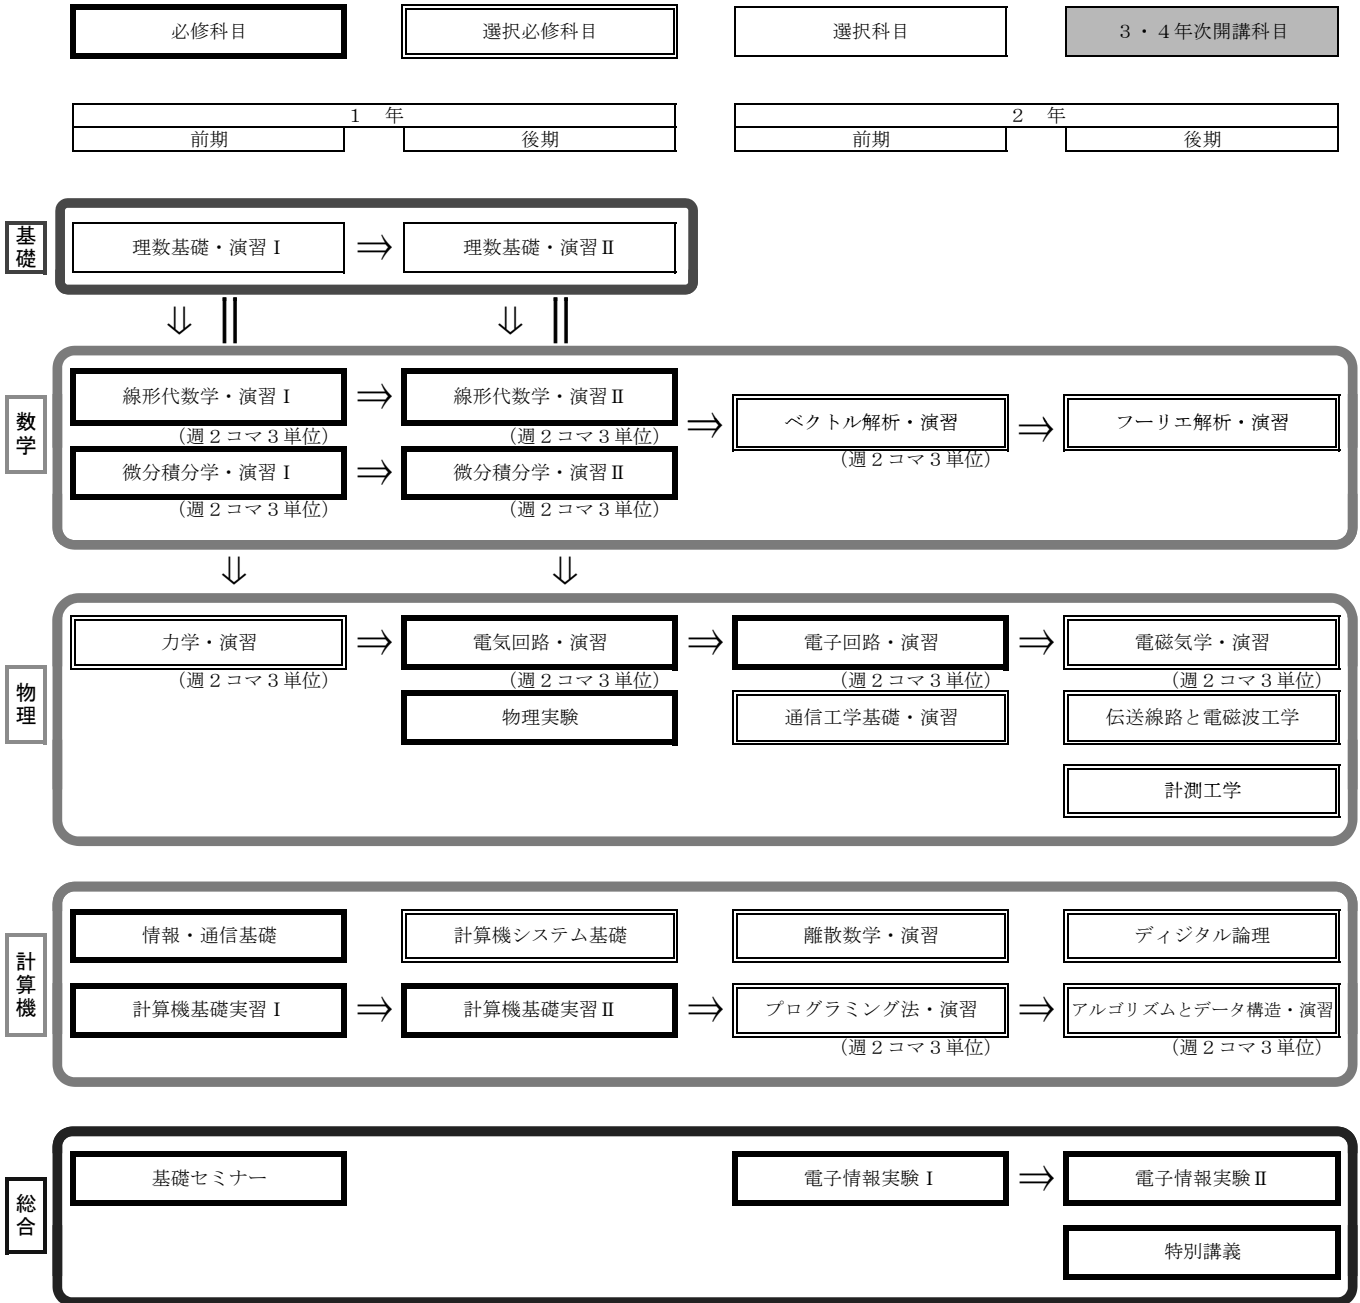 必修科目
選択必修科目
選択科目
３・４年次開講科目
１　年
２　年
前期
後期
前期
後期
基礎
理数基礎・演習Ⅰ
⇒
理数基礎・演習Ⅱ
⇓
⇓
数学
線形代数学・演習Ⅰ
⇒
線形代数学・演習Ⅱ
（週２コマ３単位）
（週２コマ３単位）
⇒
ベクトル解析・演習
⇒
フーリエ解析・演習
（週２コマ３単位）
微分積分学・演習Ⅰ
⇒
微分積分学・演習Ⅱ
（週２コマ３単位）
（週２コマ３単位）
⇓
⇓
物理
力学・演習
⇒
電気回路・演習
⇒
電子回路・演習
⇒
電磁気学・演習
（週２コマ３単位）
（週２コマ３単位）
（週２コマ３単位）
（週２コマ３単位）
物理実験
通信工学基礎・演習
伝送線路と電磁波工学
計測工学
計算機
情報・通信基礎
計算機システム基礎
離散数学・演習
ディジタル論理
計算機基礎実習Ⅰ
⇒
計算機基礎実習Ⅱ
⇒
プログラミング法・演習
⇒
アルゴリズムとデータ構造・演習
（週２コマ３単位）
（週２コマ３単位）
総合
基礎セミナー
電子情報実験Ⅰ
⇒
電子情報実験Ⅱ
特別講義